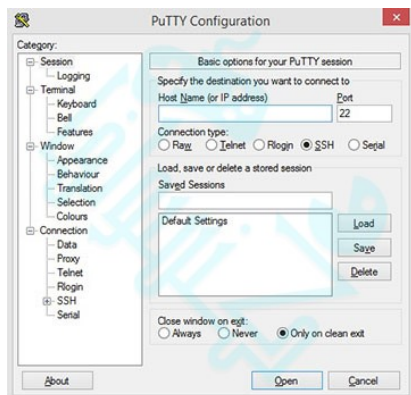 PuTTY Configuration
Category:
Session
Logging
Terminal
Keyboard
Bell
Features
Window
Appearance
Behaviour
Translation
Selection
Colours
Connection
Data
Proxy
Telnet
Rlogin
SSH
Serial
Basic options for your PuTTY session
Specify the destination you want to connect to
Host Name (or IP address) Port
22
Connection type:
Raw Telnet Rlogin SSH Serial
Load, save or delete a stored session
Saved Sessions
Default Settings
Load
Save
Delete
Close window on exit:
Always Never Only on clean exit
About Open Cancel